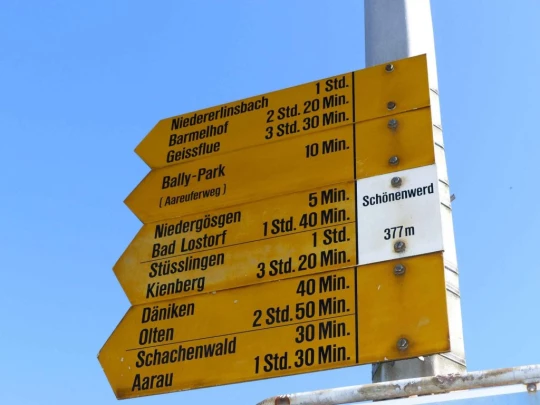 Niedererlinsbach 1 Std.
Barmelhof 2 Std. 20 Min.
Geissflue 3 Std. 30 Min.
Bally-Park 10 Min.
( Aareuferweg )
Niedergösgen 5 Min.
Bad Lostorf 1 Std. 40 Min.
Stüsslingen 1 Std.
Kienberg 3 Std. 20 Min.
Schönenwerd
377 m
Däniken 40 Min.
Olten 2 Std. 50 Min.
Schachenwald 30 Min.
Aarau 1 Std. 30 Min.